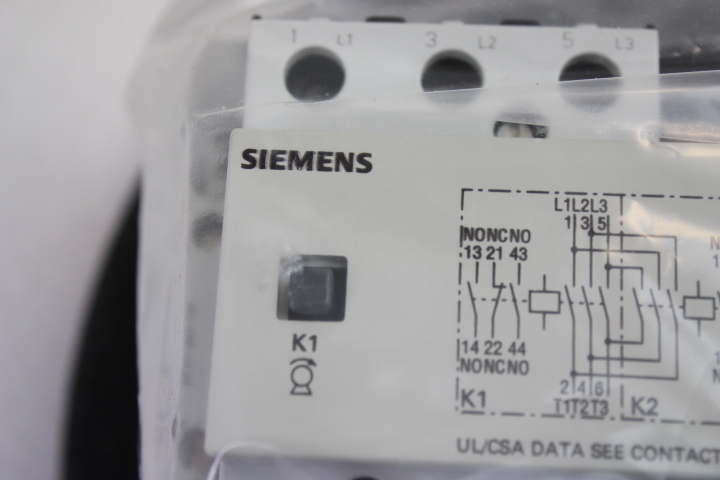 1 L1 3 L2 5 L3
SIEMENS
L1L2L3
1 3 5
NONCNO
13 21 43
K1
14 22 44
NONCNO
2 4 6
K1 T1T2T3 K2
UL/CSA DATA SEE CONTACT